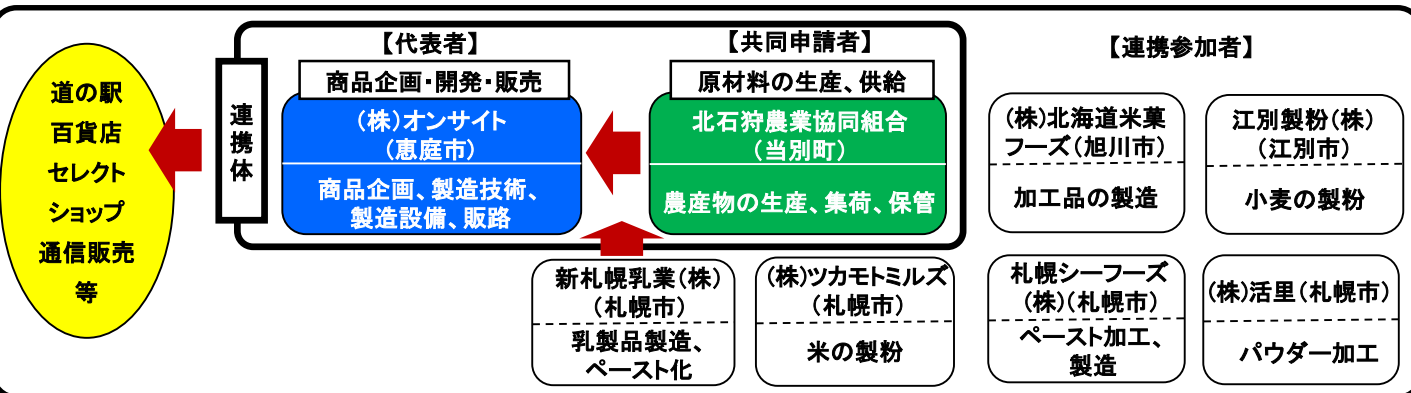 道の駅
百貨店
セレクト
ショップ
通信販売
等
連携体
【代表者】
商品企画・開発・販売
(株)オンサイト
(恵庭市)
商品企画、製造技術、
製造設備、販路
【共同申請者】
原材料の生産、供給
北石狩農業協同組合
(当別町)
農産物の生産、集荷、保管
【連携参加者】
(株)北海道米菓
フーズ(旭川市)
加工品の製造
江別製粉(株)
(江別市)
小麦の製粉
新札幌乳業(株)
(札幌市)
乳製品製造、
ペースト化
(株)ツカモトミルズ
(札幌市)
米の製粉
札幌シーフーズ
(株)(札幌市)
ペースト加工、
製造
(株)活里(札幌市)
パウダー加工